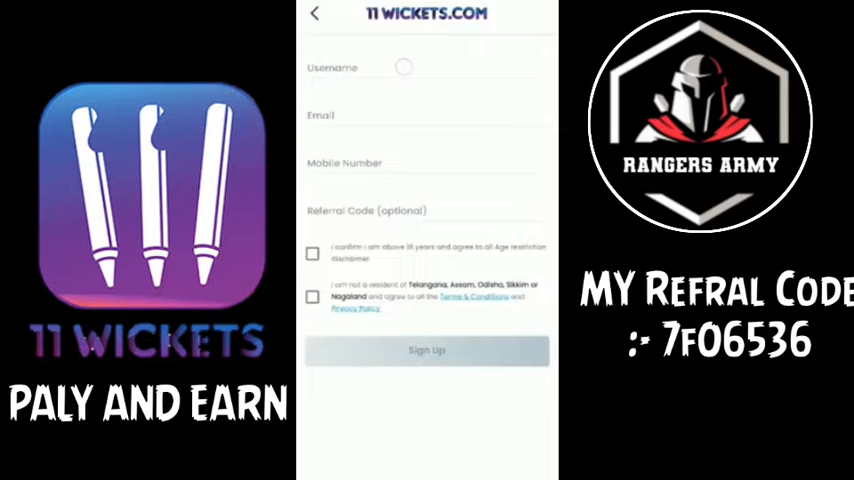 11 WICKETS
PALY AND EARN
11 WICKETS.COM
Username
Email
Mobile Number
Referral Code (optional)
I confirm I am above 18 years and agree to all Age restriction
disclaimer
I am not a resident of Telangana, Assam, Odisha, Sikkim or
Nagaland and agree to all the Terms & Conditions and
Privacy Policy
Sign Up
RANGERS ARMY
MY REFRAL CODE
:- 7F06536